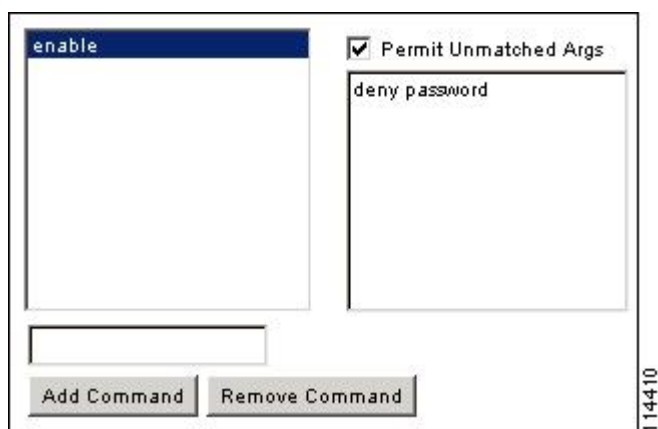 enable
Permit Unmatched Args
deny password
Add Command
Remove Command
114410